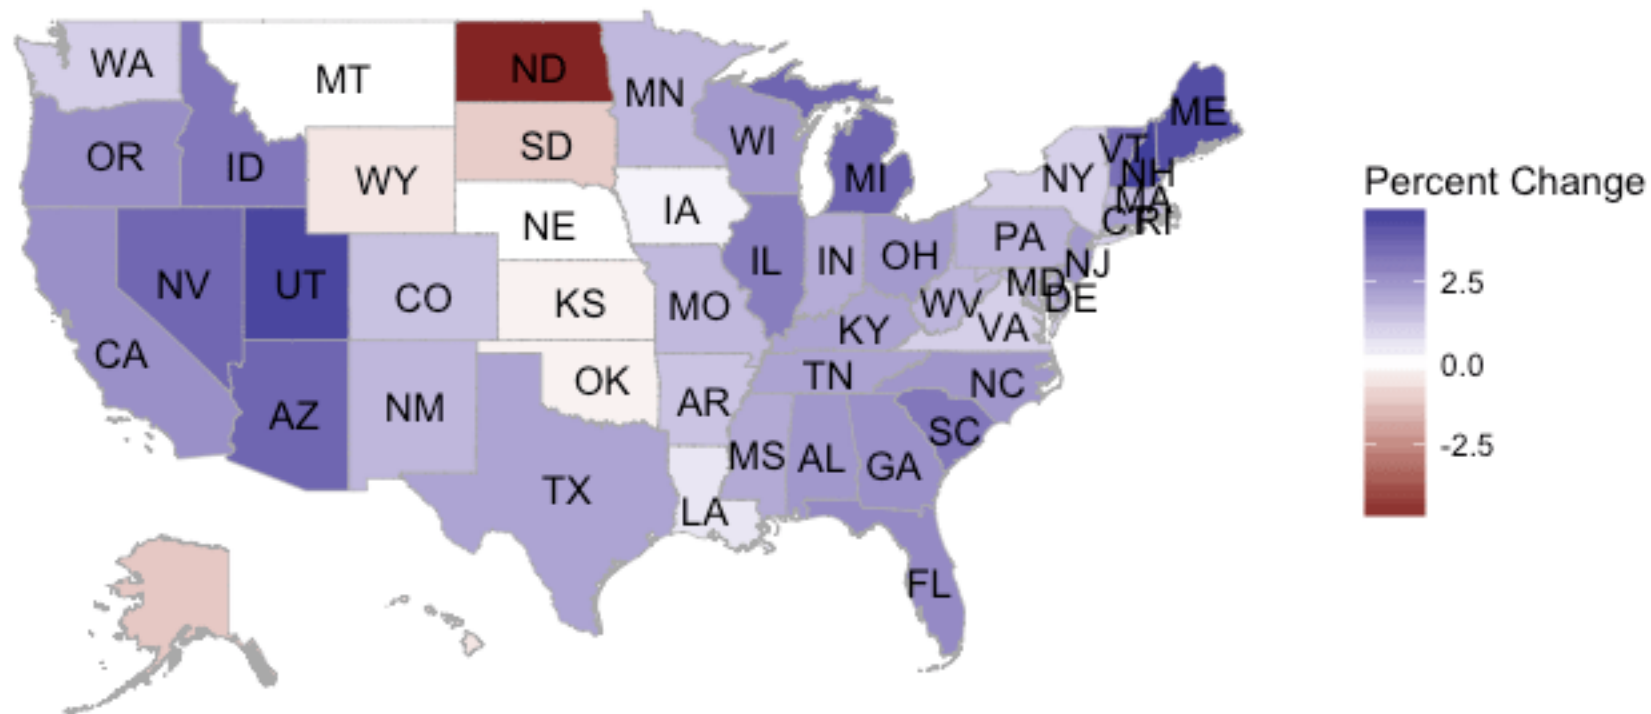 WA
MT
ND
MN
ME
OR
ID
WY
SD
WI
MI
NY
VT
NH
MA
CT
RI
NV
UT
CO
NE
IA
IL
IN
OH
PA
NJ
MD
DE
CA
KS
MO
KY
WV
VA
AZ
NM
OK
AR
TN
NC
SC
TX
LA
MS
AL
GA
FL
Percent Change
2.5
0.0
-2.5